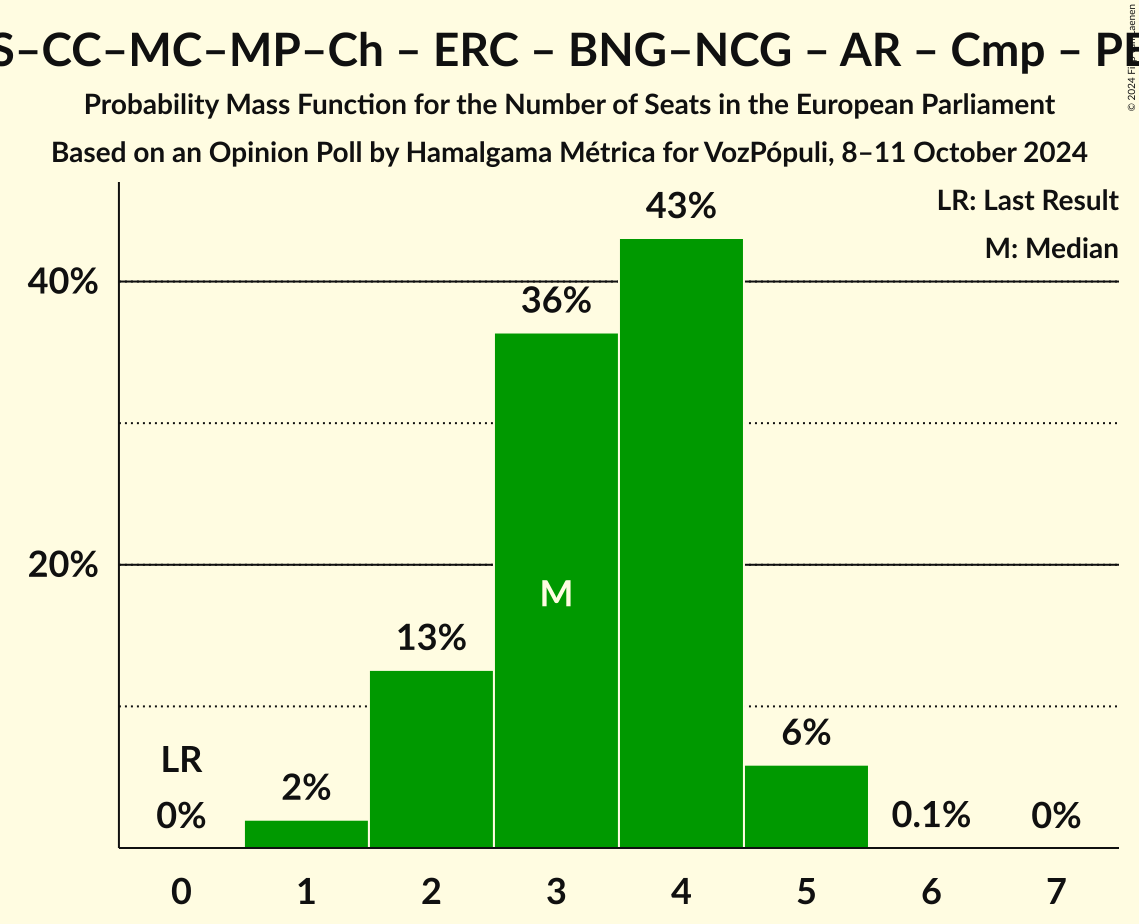 S–CC–MC–MP–Ch – ERC – BNG–NCG – AR – Cmp –
Probability Mass Function for the Number of Seats in the European Parliament
Based on an Opinion Poll by Hamalgama Métrica for VozPópuli, 8–11 October 2024
LR: Last Result
M: Median
43%
40%
36%
20%
M
13%
6%
LR
2%
0%
0.1%
0%
0 1 2 3 4 5 6 7
© 2024